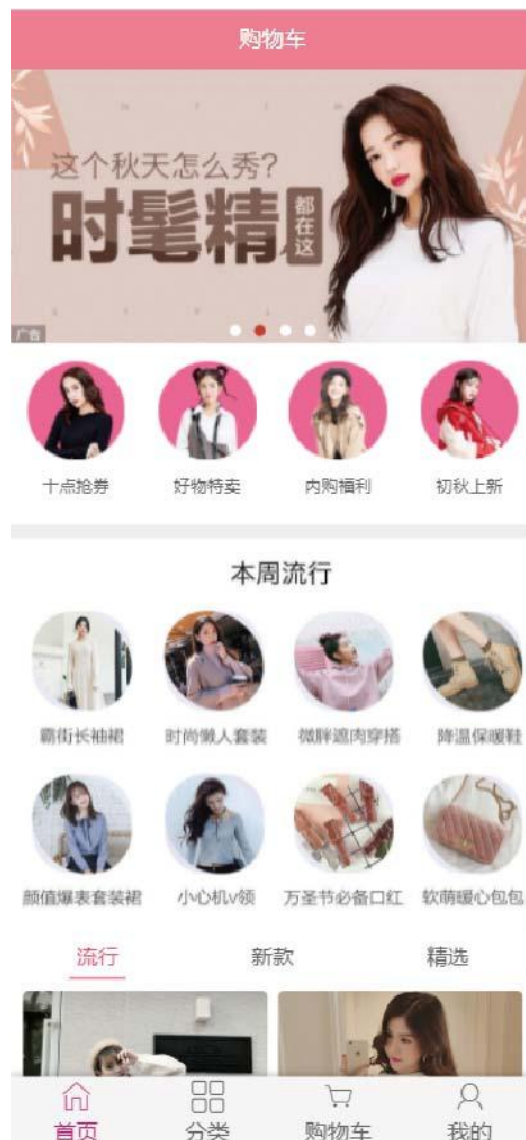 购物车
这个秋天怎么秀?
时髦精 都在这
广告
十点抢券 好物特卖 内购福利 初秋上新
本周流行
霸街长袖裙 时尚懒人套装 微胖遮肉穿搭 降温保暖鞋
颜值爆表套装裙 小心机v领 万圣节必备口红 软萌暖心包包
流行 新款 精选
首页 分类 购物车 我的